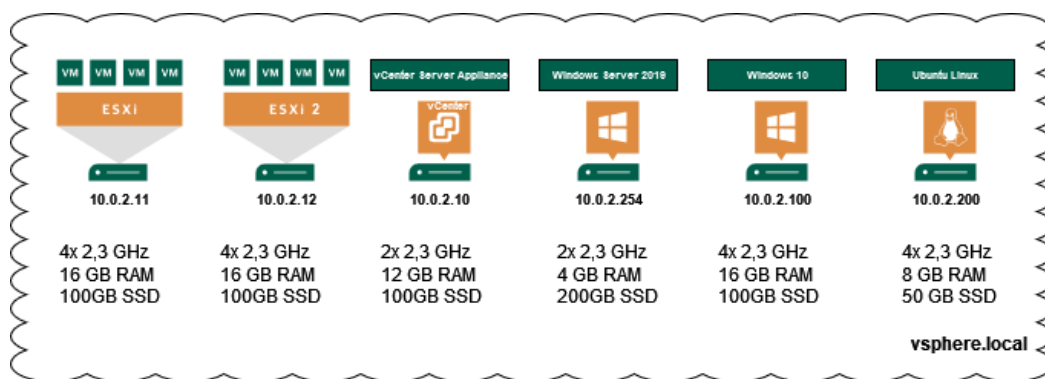 VM VM VM VM
ESXi
10.0.2.11
4x 2,3 GHz
16 GB RAM
100GB SSD
VM VM VM VM
ESXi 2
10.0.2.12
4x 2,3 GHz
16 GB RAM
100GB SSD
vCenter Server Appliance
vCenter
10.0.2.10
2x 2,3 GHz
12 GB RAM
100GB SSD
Windows Server 2019
10.0.2.254
2x 2,3 GHz
4 GB RAM
200GB SSD
Windows 10
10.0.2.100
4x 2,3 GHz
16 GB RAM
100GB SSD
Ubuntu Linux
10.0.2.200
4x 2,3 GHz
8 GB RAM
50 GB SSD
vsphere.local